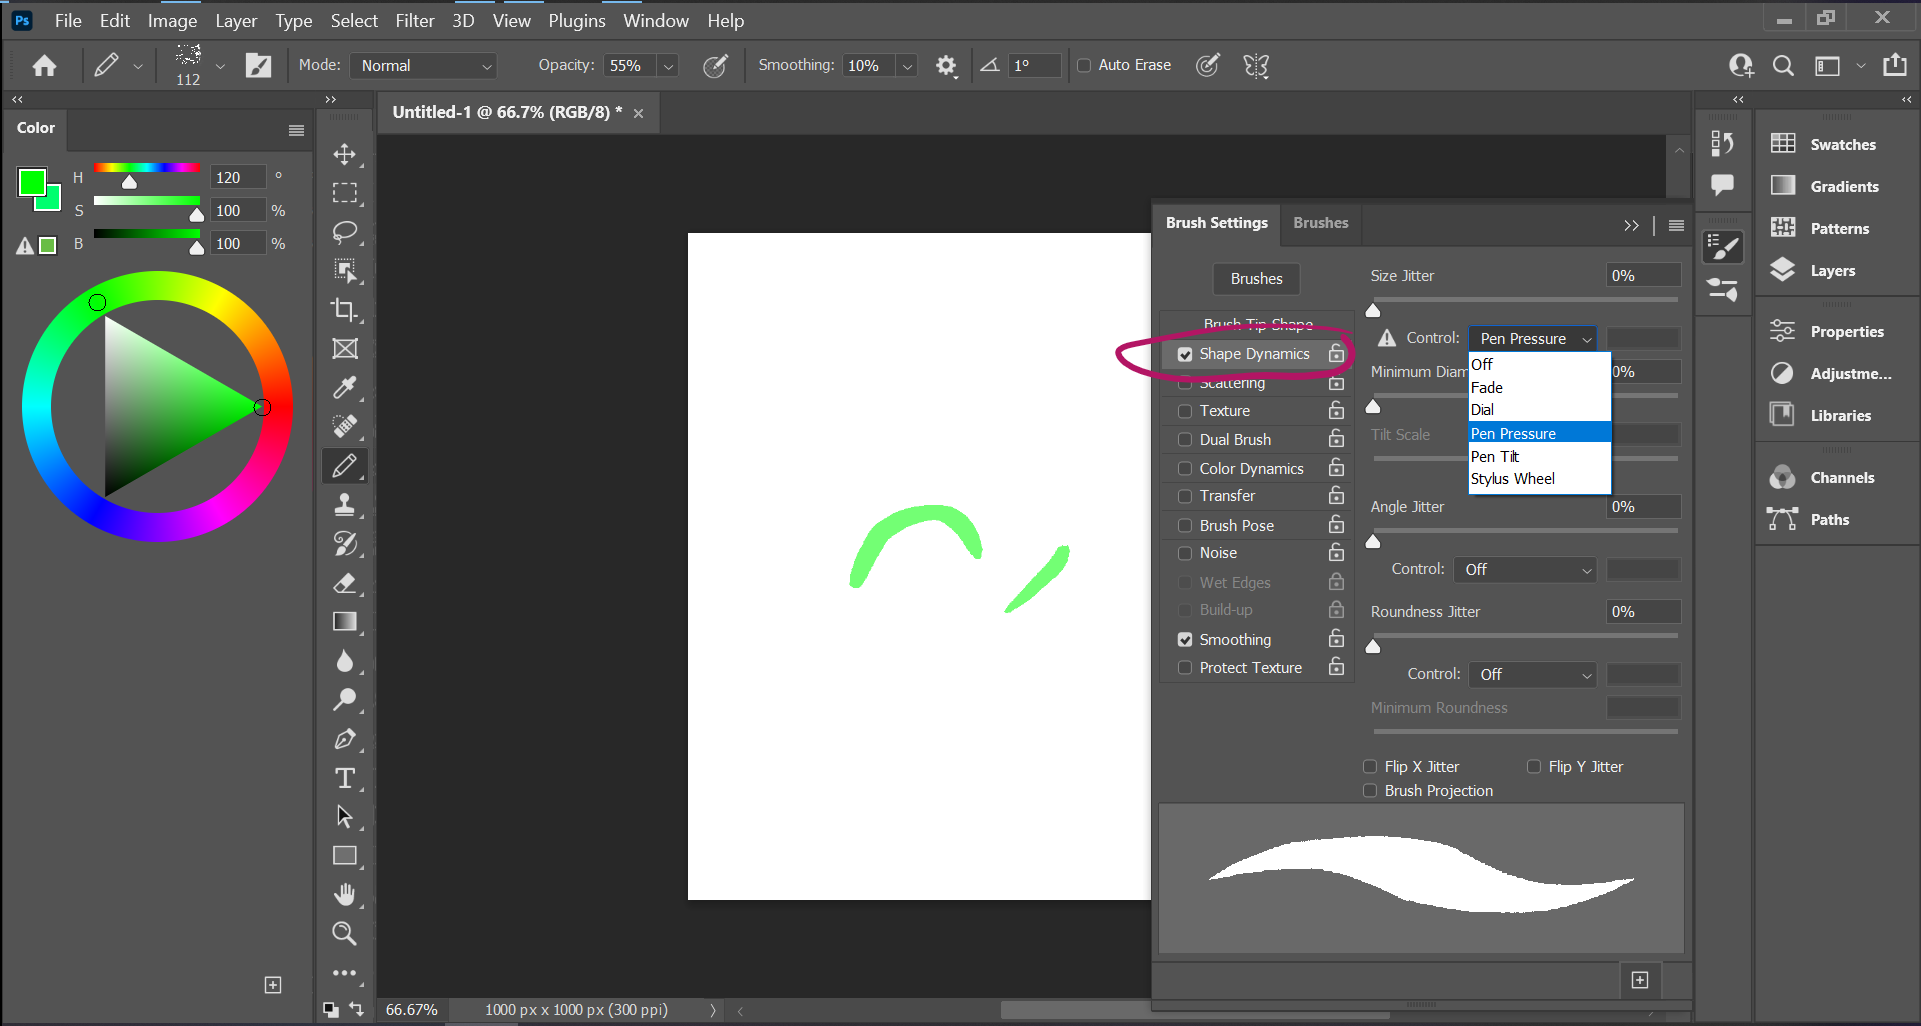 Ps File Edit Image Layer Type Select Filter 3D View Plugins Window Help
112 Mode: Normal Opacity: 55% Smoothing: 10% 1° Auto Erase
Color
H 120 °
S 100 %
B 100 %
Untitled-1 @ 66.7% (RGB/8) *
Brush Settings Brushes
Brushes
Brush Tip Shape
Shape Dynamics
Scattering
Texture
Dual Brush
Color Dynamics
Transfer
Brush Pose
Noise
Wet Edges
Build-up
Smoothing
Protect Texture
Size Jitter 0%
Control: Pen Pressure
Off
Fade
Dial
Pen Pressure
Pen Tilt
Stylus Wheel
Minimum Diam 0%
Tilt Scale
Angle Jitter 0%
Control: Off
Roundness Jitter 0%
Control: Off
Minimum Roundness
Flip X Jitter Flip Y Jitter
Brush Projection
Swatches
Gradients
Patterns
Layers
Properties
Adjustme...
Libraries
Channels
Paths
66.67% 1000 px x 1000 px (300 ppi)